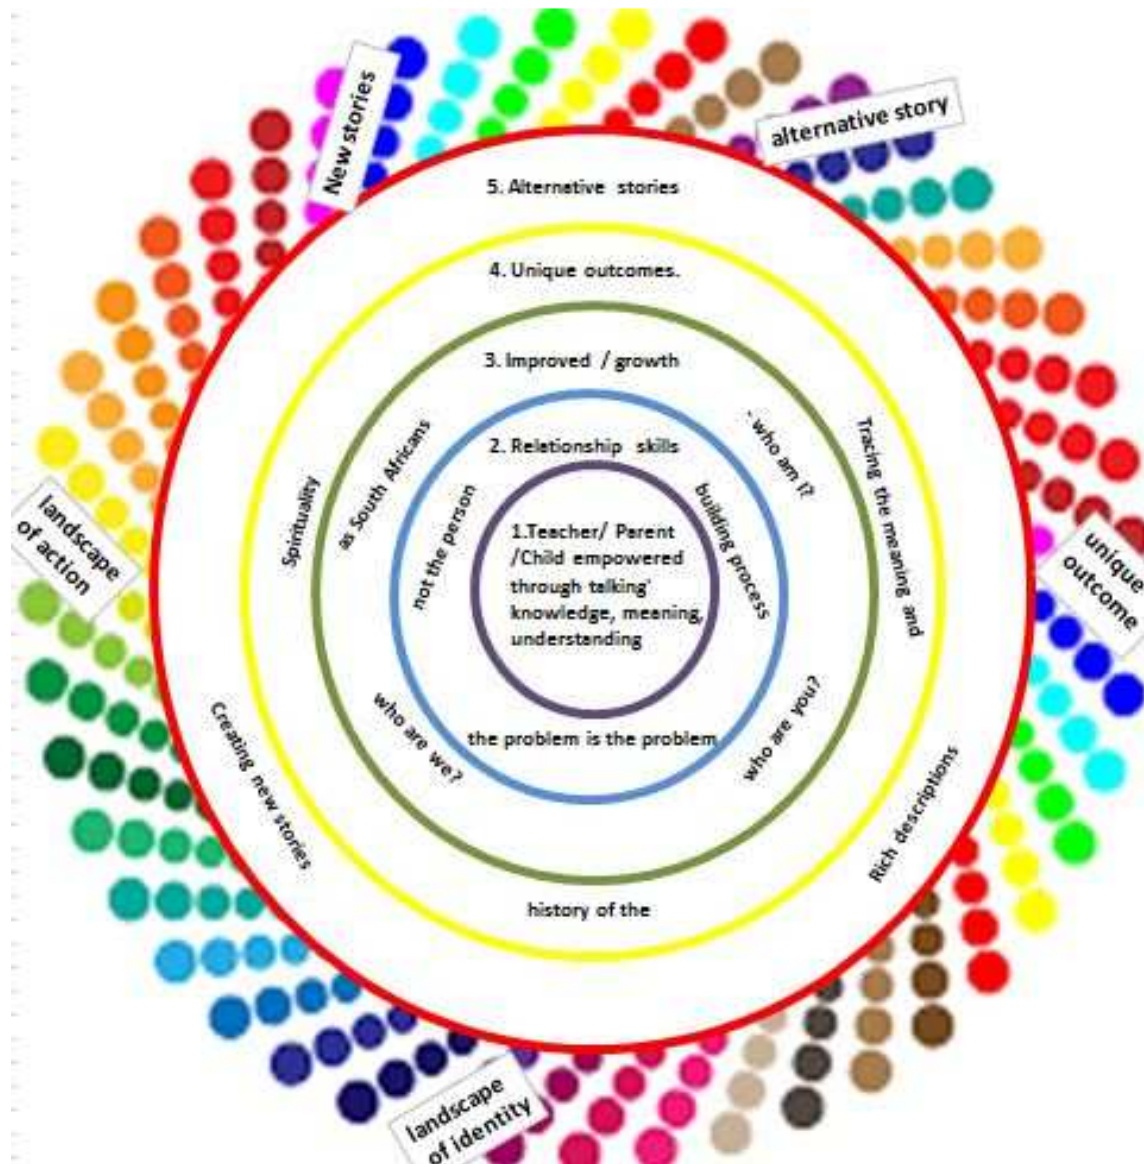 New stories
alternative story
5. Alternative stories
4. Unique outcomes.
3. Improved / growth
2. Relationship skills
1.Teacher/ Parent
/Child empowered
through talking'
knowledge, meaning,
understanding
building process
the problem is the problem
not the person
- who am I?
who are you?
who are we?
as South Africans
Tracing the meaning and
history of the
Spirituality
Rich descriptions
Creating new stories
unique
outcome
landscape
of identity
landscape
of action